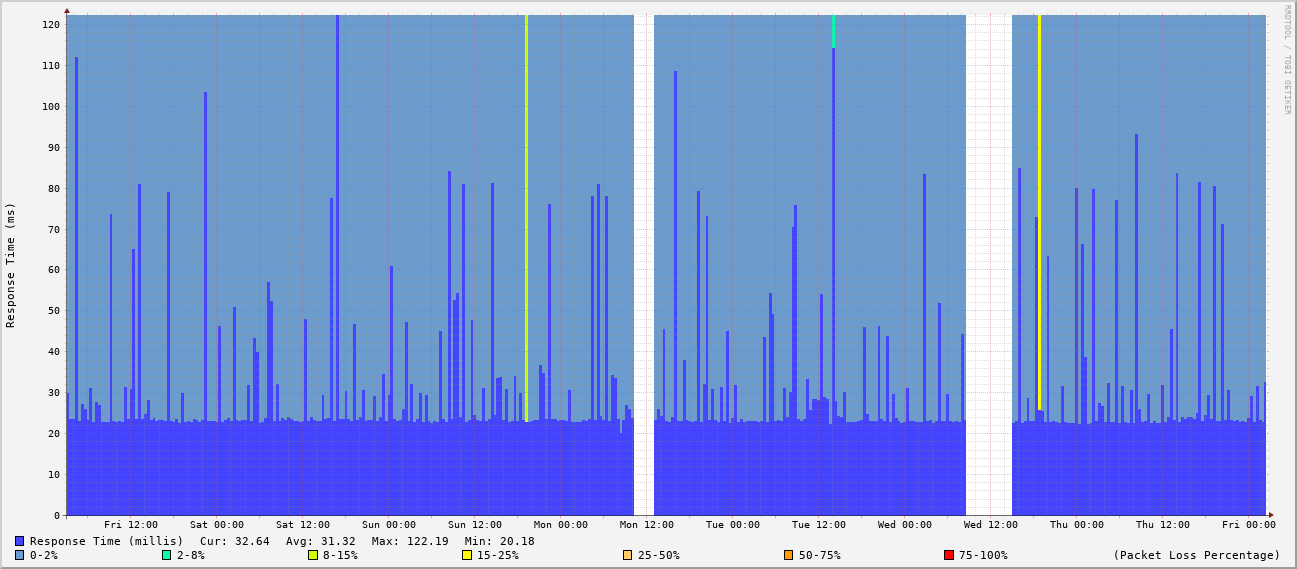 RRDTOOL / TOBI OETIKER
Response Time (ms)
120
110
100
90
80
70
60
50
40
30
20
10
0
Fri 12:00 Sat 00:00 Sat 12:00 Sun 00:00 Sun 12:00 Mon 00:00 Mon 12:00 Tue 00:00 Tue 12:00 Wed 00:00 Wed 12:00 Thu 00:00 Thu 12:00 Fri 00:00
Response Time (millis) Cur: 32.64 Avg: 31.32 Max: 122.19 Min: 20.18
0-2% 2-8% 8-15% 15-25% 25-50% 50-75% 75-100% (Packet Loss Percentage)